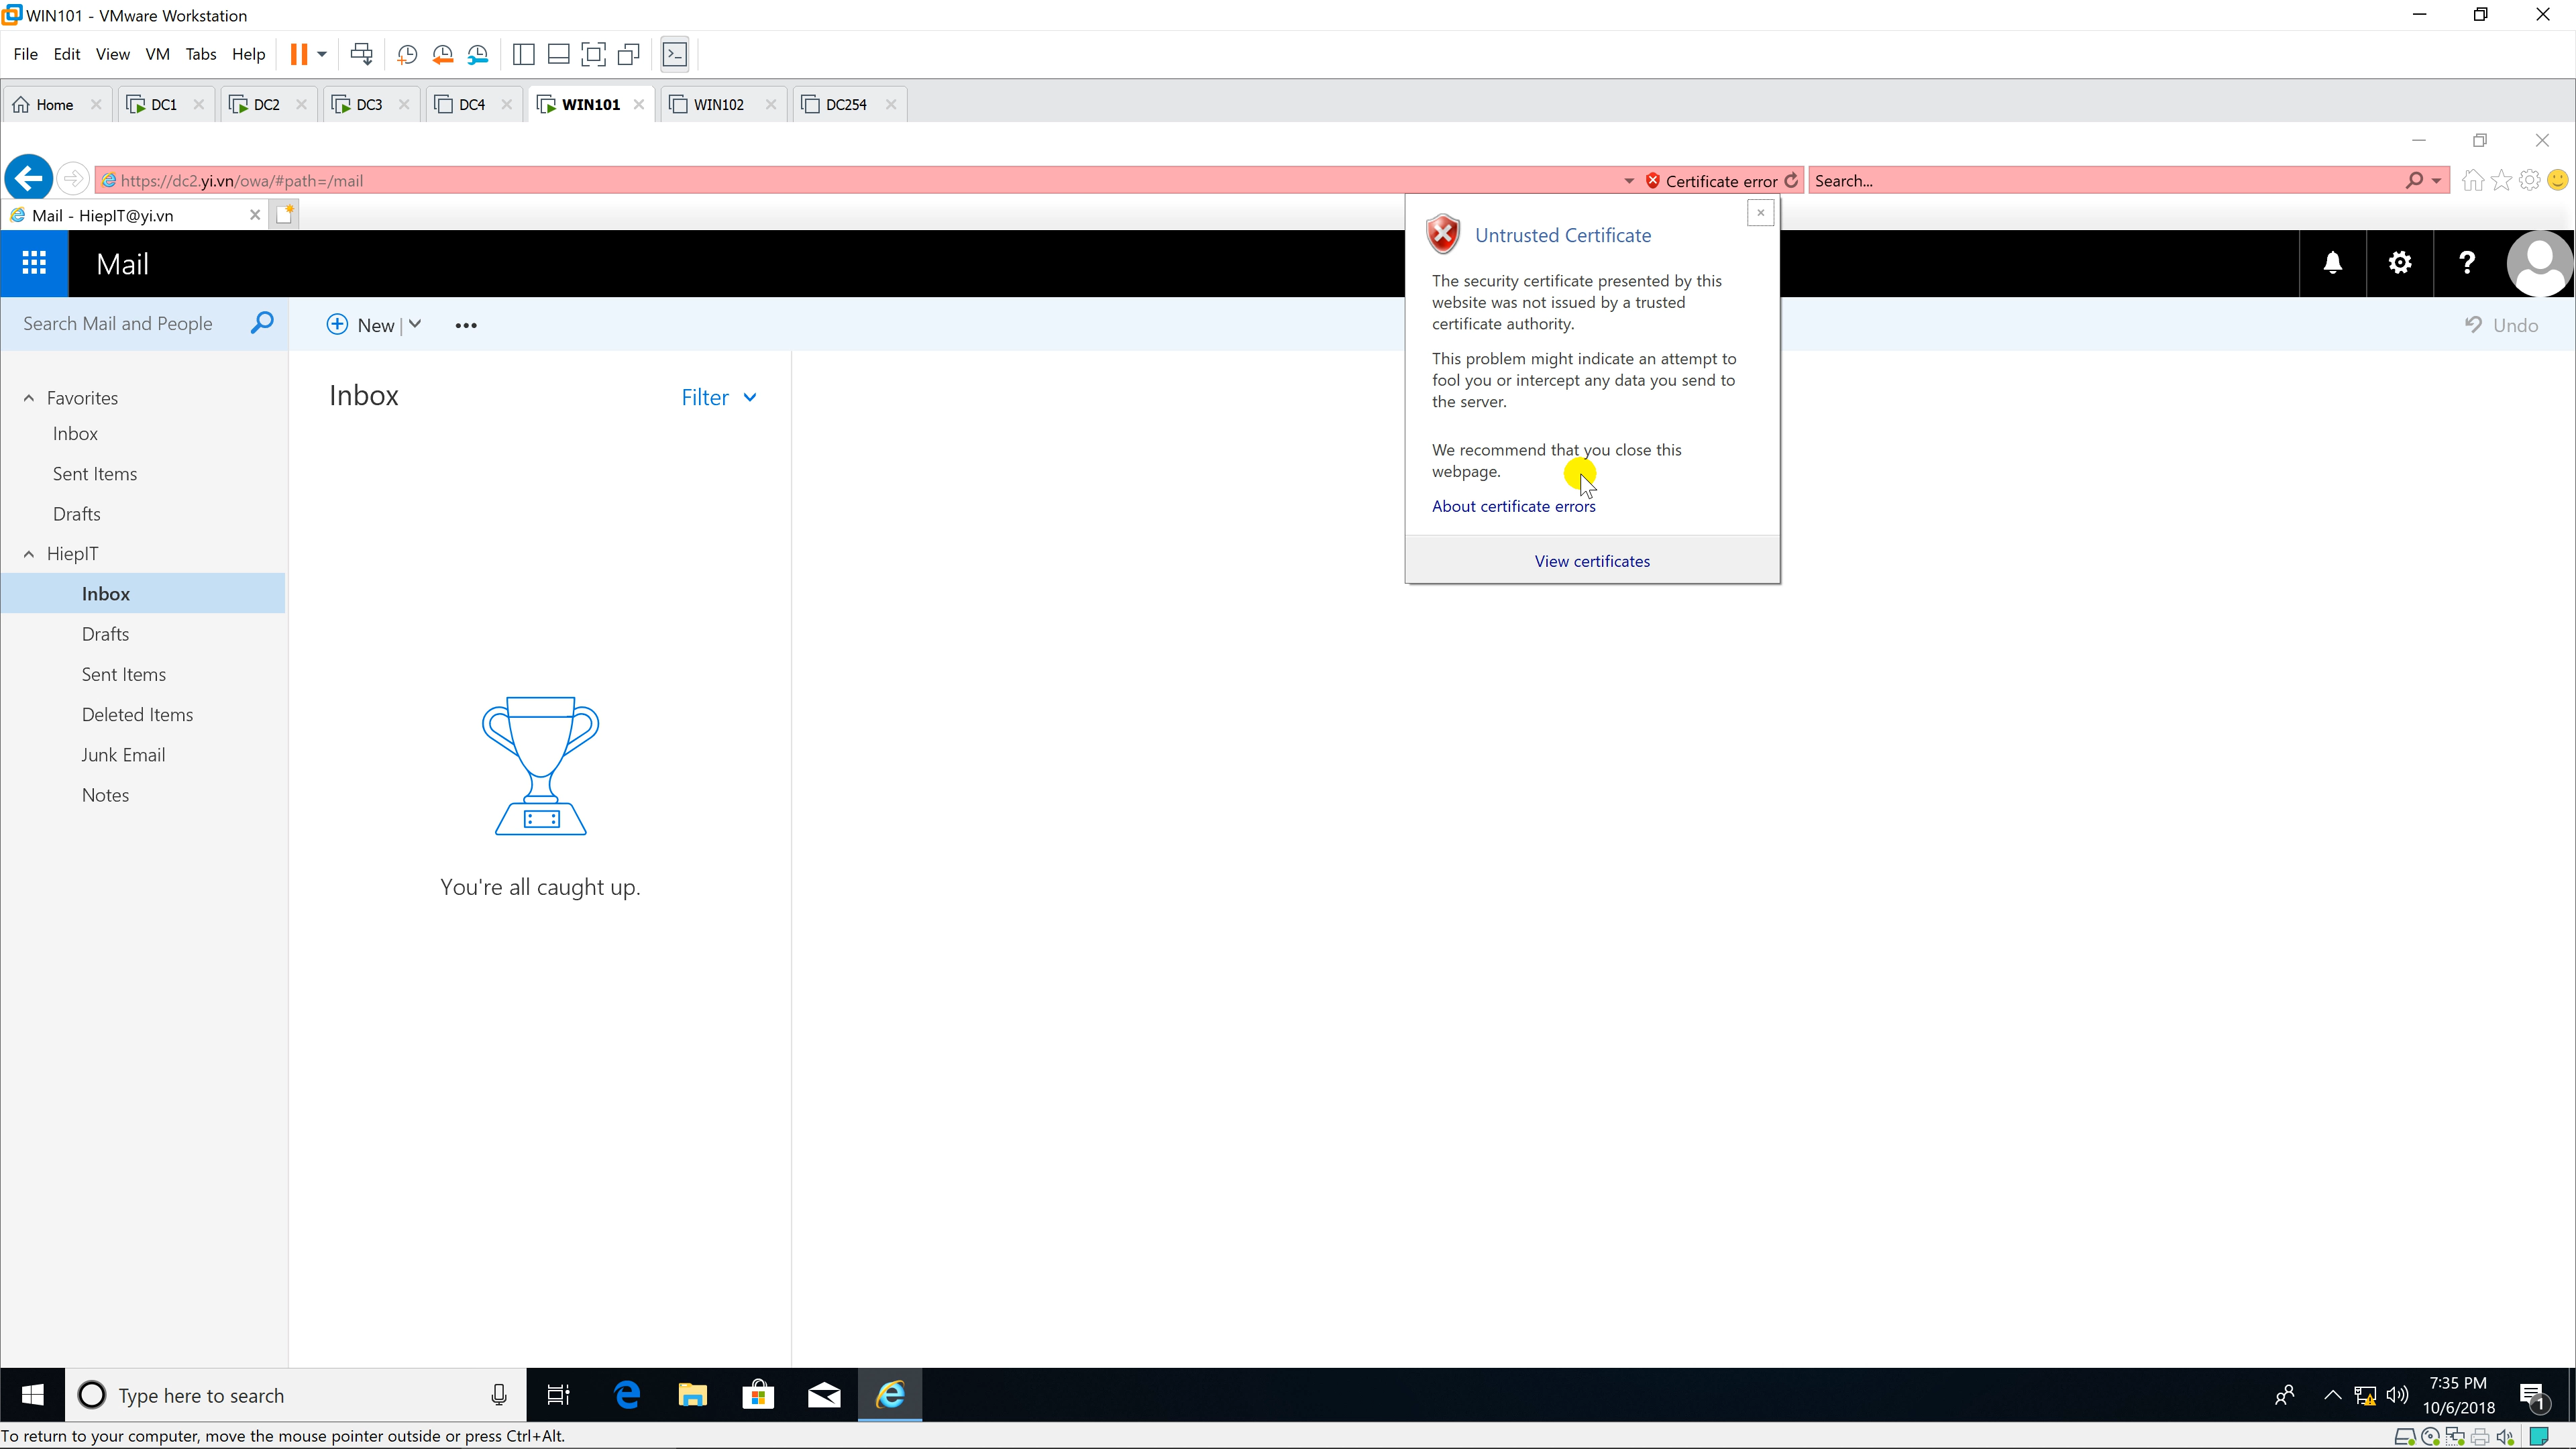 WIN101 - VMware Workstation
File Edit View VM Tabs Help
Home DC1 DC2 DC3 DC4 WIN101 WIN102 DC254
https://dc2.yi.vn/owa/#path=/mail Certificate error Search...
Mail - HiepIT@yi.vn
Mail
Search Mail and People New Undo
Untrusted Certificate
The security certificate presented by this
website was not issued by a trusted
certificate authority.
This problem might indicate an attempt to
fool you or intercept any data you send to
the server.
We recommend that you close this
webpage.
About certificate errors
View certificates
Favorites
Inbox
Sent Items
Drafts
HiepIT
Inbox
Drafts
Sent Items
Deleted Items
Junk Email
Notes
Inbox Filter
You're all caught up.
Type here to search
7:35 PM
10/6/2018
1
To return to your computer, move the mouse pointer outside or press Ctrl+Alt.